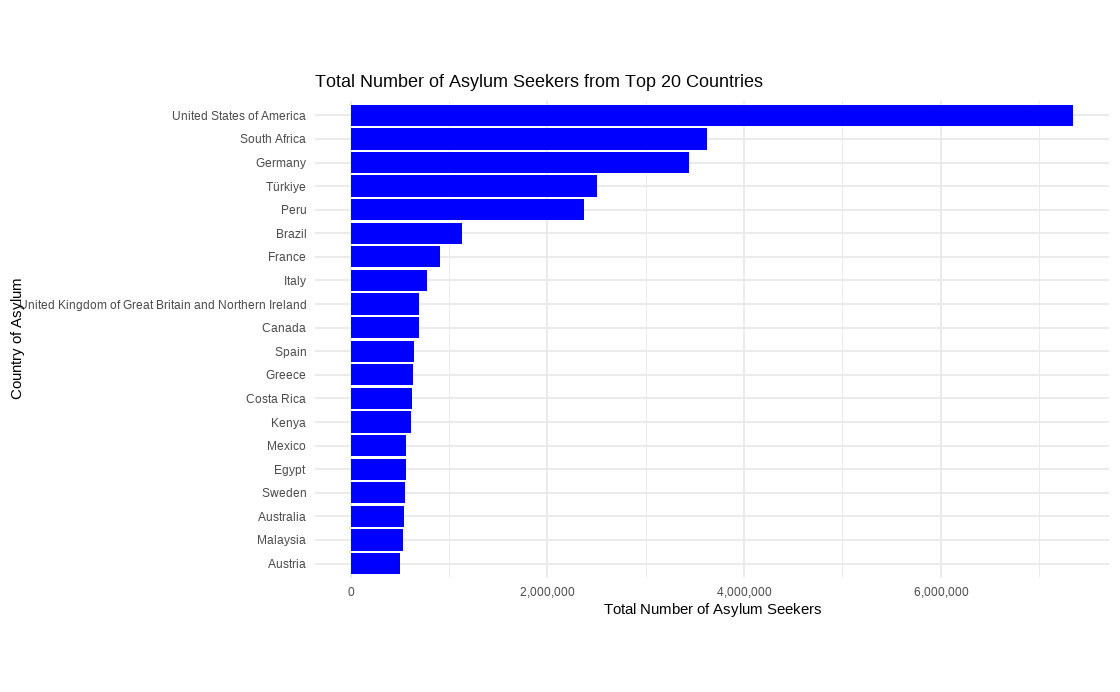 Total Number of Asylum Seekers from Top 20 Countries
United States of America
South Africa
Germany
Türkiye
Peru
Brazil
France
Italy
United Kingdom of Great Britain and Northern Ireland
Canada
Spain
Greece
Costa Rica
Kenya
Mexico
Egypt
Sweden
Australia
Malaysia
Austria
Country of Asylum
0 2,000,000 4,000,000 6,000,000
Total Number of Asylum Seekers